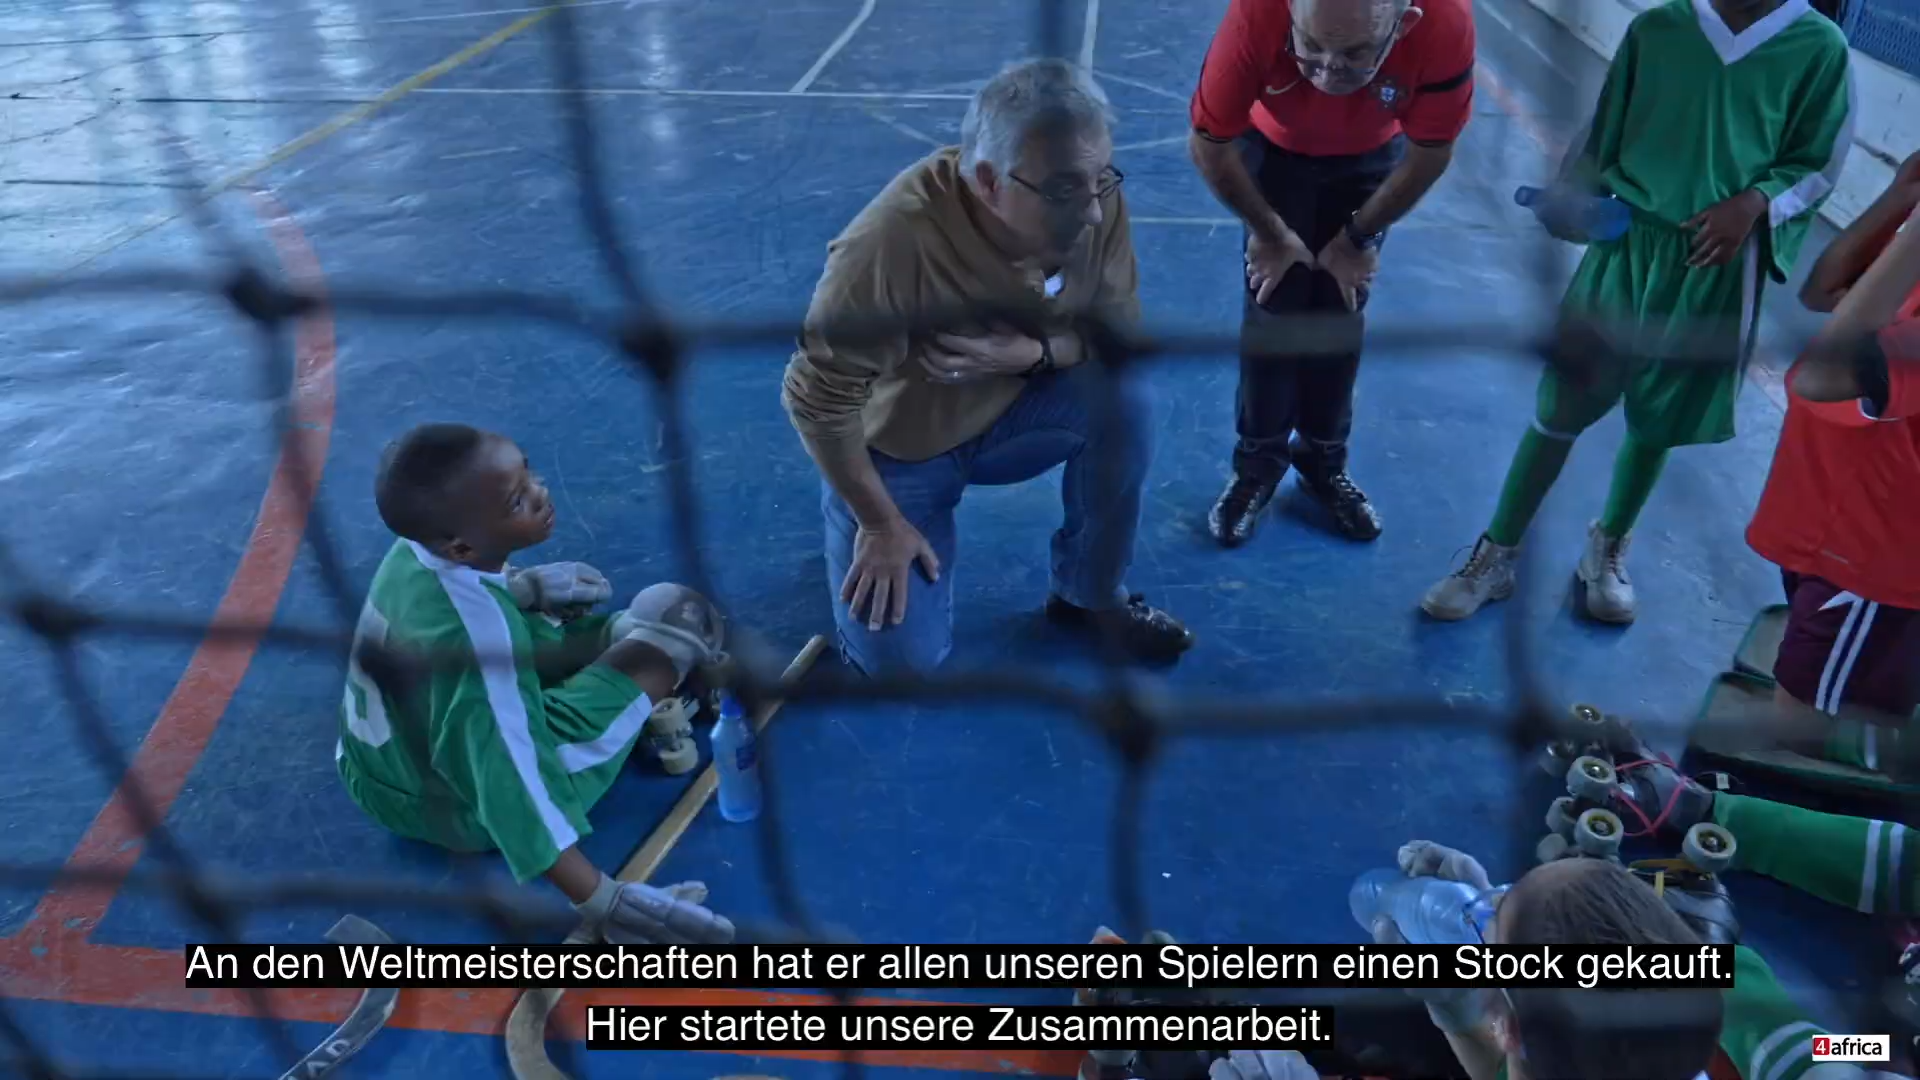 An den Weltmeisterschaften hat er allen unseren Spielern einen Stock gekauft.
Hier startete unsere Zusammenarbeit.
4africa